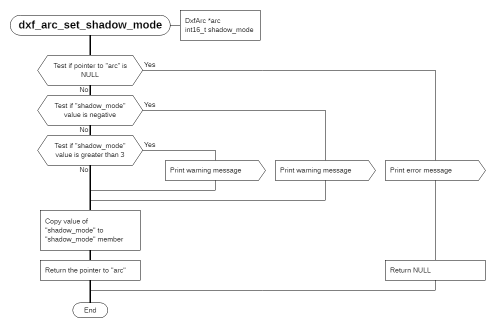 dxf_arc_set_shadow_mode
DxfArc *arc
int16_t shadow_mode
Test if pointer to "arc" is
NULL
Yes
No
Test if "shadow_mode"
value is negative
Yes
No
Test if "shadow_mode"
value is greater than 3
Yes
No
Print warning message
Print warning message
Print error message
Copy value of
"shadow_mode" to
"shadow_mode" member
Return the pointer to "arc"
Return NULL
End